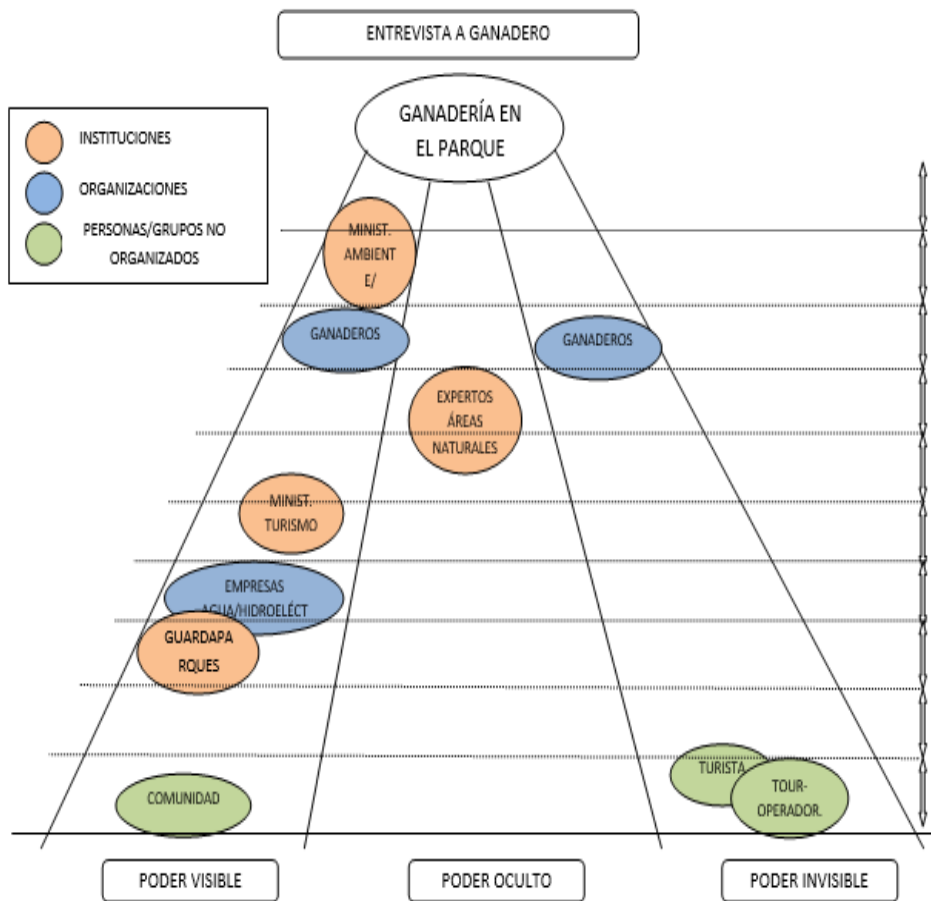 ENTREVISTA A GANADERO
GANADERÍA EN
EL PARQUE
INSTITUCIONES
ORGANIZACIONES
PERSONAS/GRUPOS NO
ORGANIZADOS
MINIST.
AMBIENT
E/
GANADEROS
GANADEROS
EXPERTOS
ÁREAS
NATURALES
MINIST.
TURISMO
EMPRESAS
AGUA/HIDROELÉCT
GUARDAPA
RQUES
TURISTA
TOUR-
OPERADOR.
COMUNIDAD
PODER VISIBLE
PODER OCULTO
PODER INVISIBLE